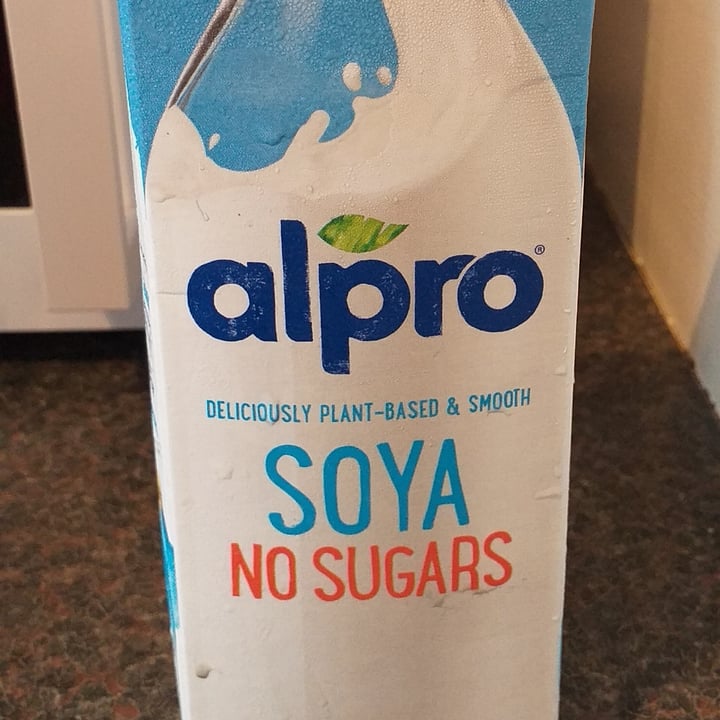 alpro®
DELICIOUSLY PLANT-BASED & SMOOTH
SOYA
NO SUGARS